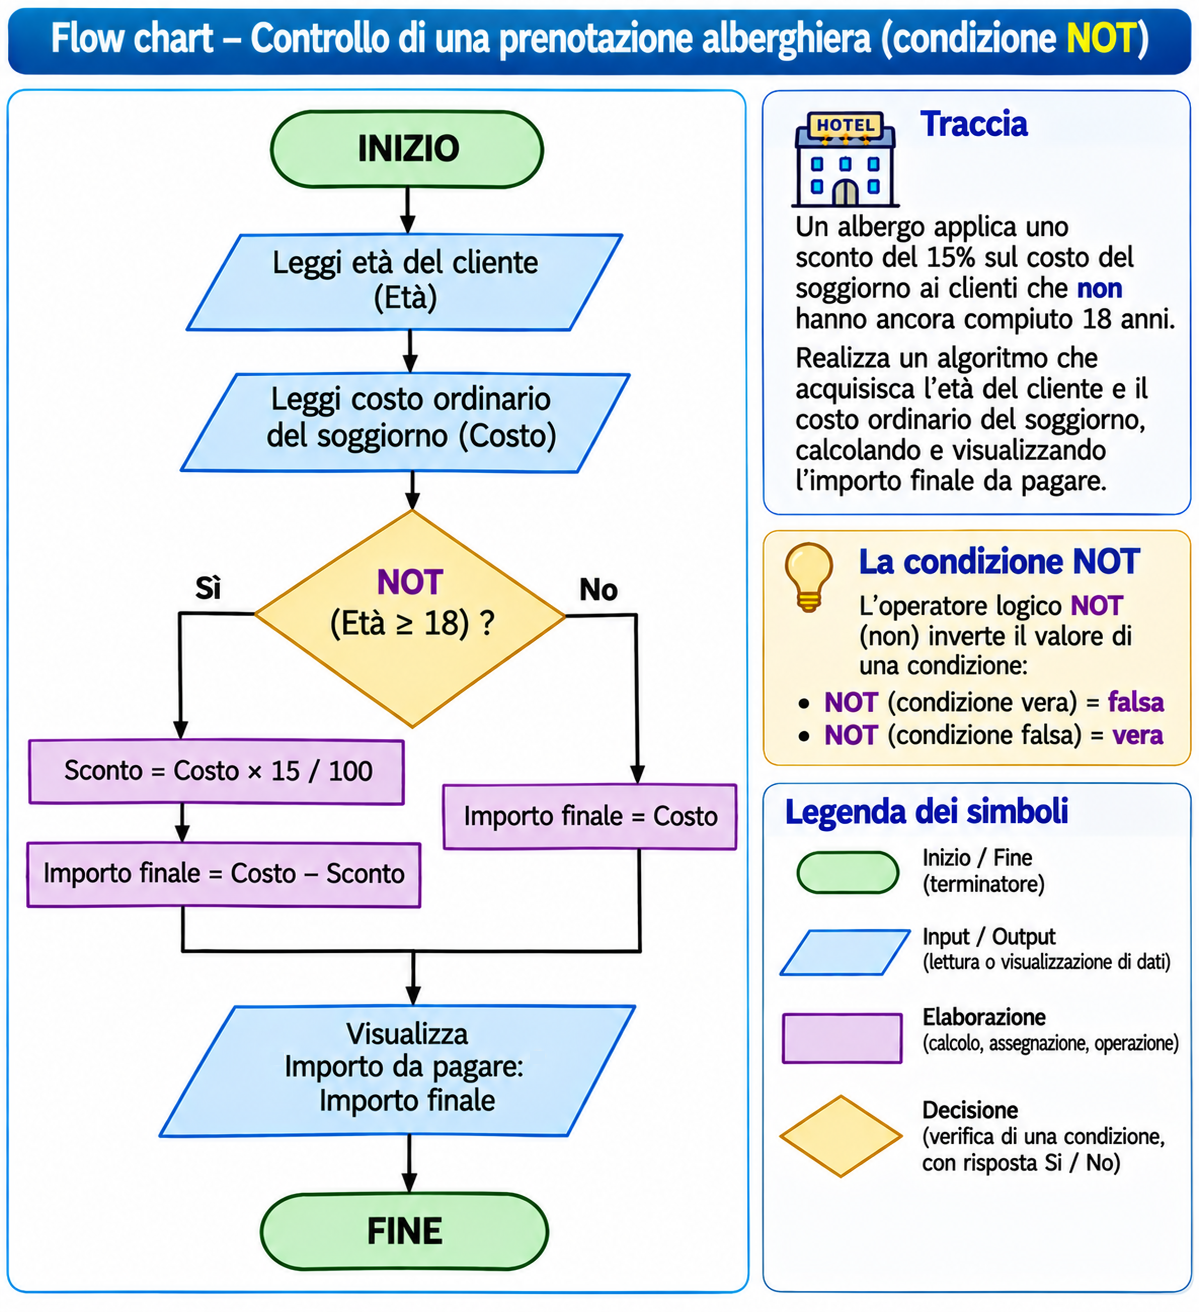 Flow chart – Controllo di una prenotazione alberghiera (condizione NOT)
INIZIO
Leggi età del cliente
(Età)
Leggi costo ordinario
del soggiorno (Costo)
Sì
NOT
(Età ≥ 18) ?
No
Sconto = Costo × 15 / 100
Importo finale = Costo – Sconto
Importo finale = Costo
Visualizza
Importo da pagare:
Importo finale
FINE
HOTEL
Traccia
Un albergo applica uno
sconto del 15% sul costo del
soggiorno ai clienti che non
hanno ancora compiuto 18 anni.
Realizza un algoritmo che
acquisisca l'età del cliente e il
costo ordinario del soggiorno,
calcolando e visualizzando
l'importo finale da pagare.
La condizione NOT
L'operatore logico NOT
(non) inverte il valore di
una condizione:
• NOT (condizione vera) = falsa
• NOT (condizione falsa) = vera
Legenda dei simboli
Inizio / Fine
(terminatore)
Input / Output
(lettura o visualizzazione di dati)
Elaborazione
(calcolo, assegnazione, operazione)
Decisione
(verifica di una condizione,
con risposta Si / No)